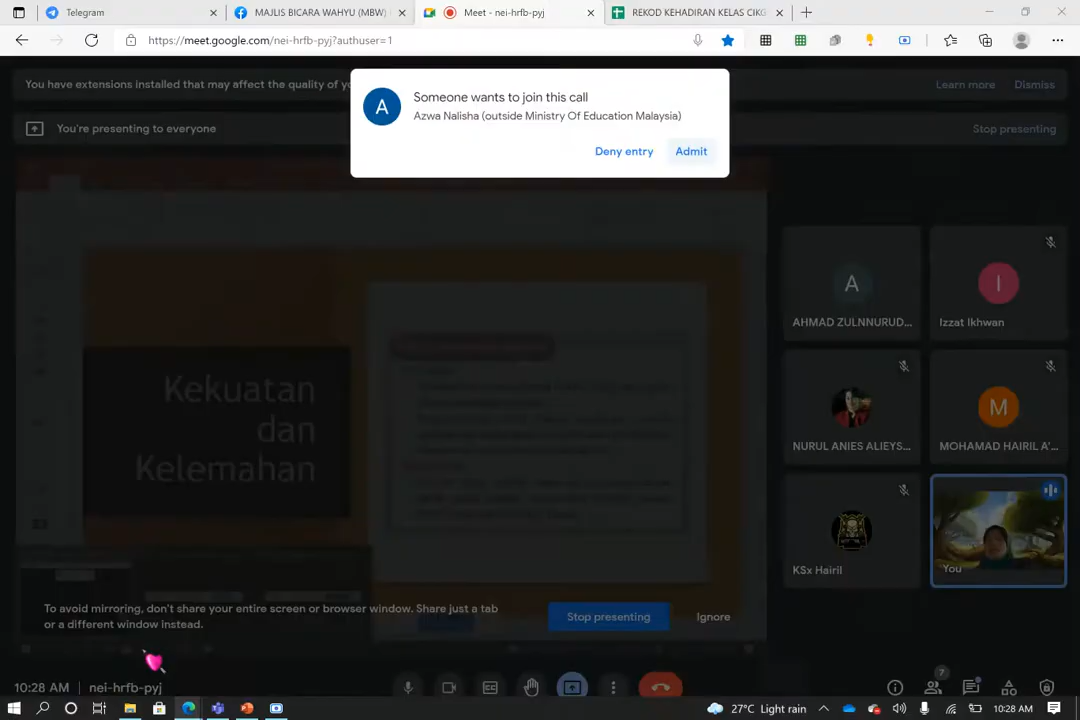 Telegram
MAJLIS BICARA WAHYU (MBW)
Meet - nei-hrfb-pyj
REKOD KEHADIRAN KELAS CIKG
https://meet.google.com/nei-hrfb-pyj?authuser=1
You have extensions installed that may affect the quality of yo
Learn more
Dismiss
Someone wants to join this call
A
Azwa Nalisha (outside Ministry Of Education Malaysia)
Deny entry
Admit
You're presenting to everyone
Stop presenting
Kekuatan
dan
Kelemahan
A
AHMAD ZULNNURUD...
I
Izzat Ikhwan
NURUL ANIES ALIEYS...
M
MOHAMAD HAIRIL A'...
KSx Hairil
You
To avoid mirroring, don't share your entire screen or browser window. Share just a tab
or a different window instead.
Stop presenting
Ignore
10:28 AM | nei-hrfb-pyj
?
27°C Light rain
10:28 AM